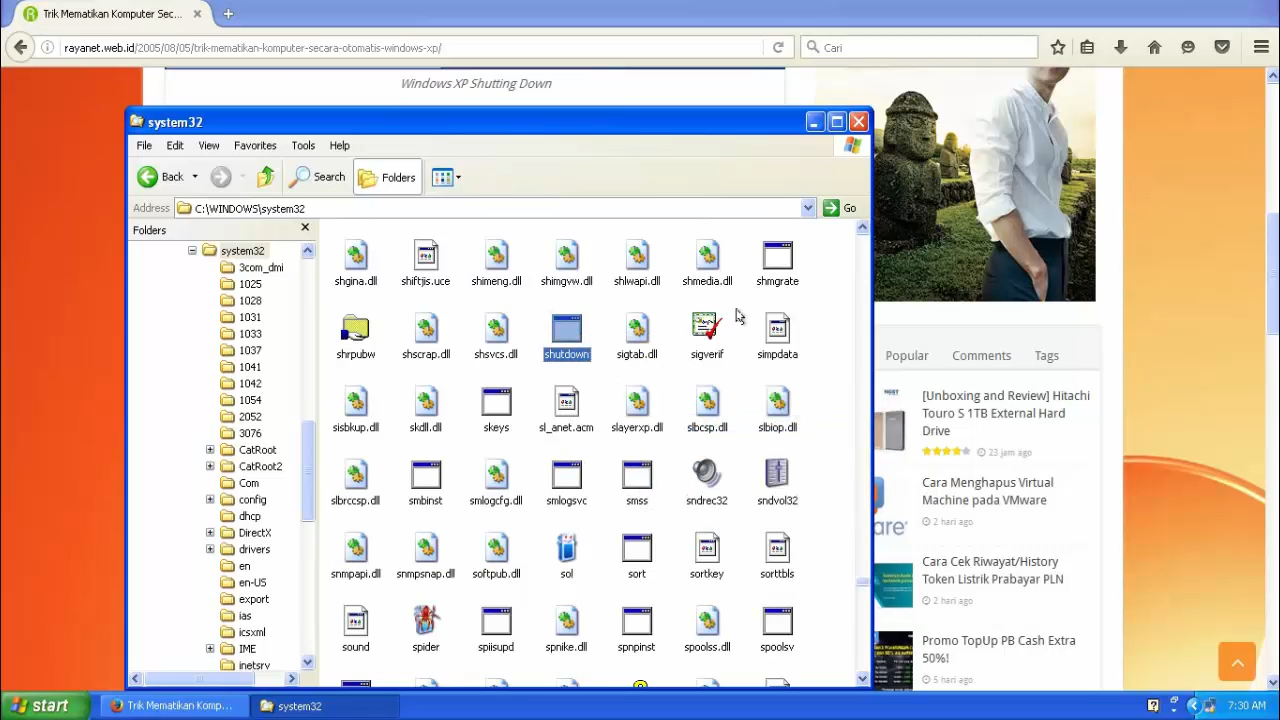 Trik Mematikan Komputer Sec...
rayanet.web.id/2005/08/05/trik-mematikan-komputer-secara-otomatis-windows-xp/
Cari
Windows XP Shutting Down
system32
File Edit View Favorites Tools Help
Back Search Folders
Address C:\WINDOWS\system32 Go
Folders
system32
3com_dmi
1025
1028
1031
1033
1037
1041
1042
1054
2052
3076
CatRoot
CatRoot2
Com
config
dhcp
DirectX
drivers
en
en-US
export
ias
icsxml
inetsrv
shgina.dll shiftjis.uce shimeng.dll shimgvw.dll shlwapi.dll shmedia.dll shmgrate
shrpubw shscrap.dll shsvcs.dll shutdown sigtab.dll sigverif simpdata
sisbkup.dll skdll.dll skeys sl_anet.acm slayerxp.dll slbcsp.dll slbiop.dll
slbrccsp.dll smbinst smlogcfg.dll smlogsvc smss sndrec32 sndvol32
snmpapi.dll snmpsnap.dll softpub.dll sol sort sortkey sorttbls
spider spnike.dll spoolss.dll spoolsv
Popular Comments Tags
[Unboxing and Review] Hitachi
Touro S 1TB External Hard
Drive
23 jam ago
Cara Menghapus Virtual
Machine pada VMware
2 hari ago
Cara Cek Riwayat/History
Token Listrik Prabayar PLN
2 hari ago
Promo TopUp PB Cash Extra
50%!
5 hari ago
start
Trik Mematikan Komp...
system32
7:30 AM